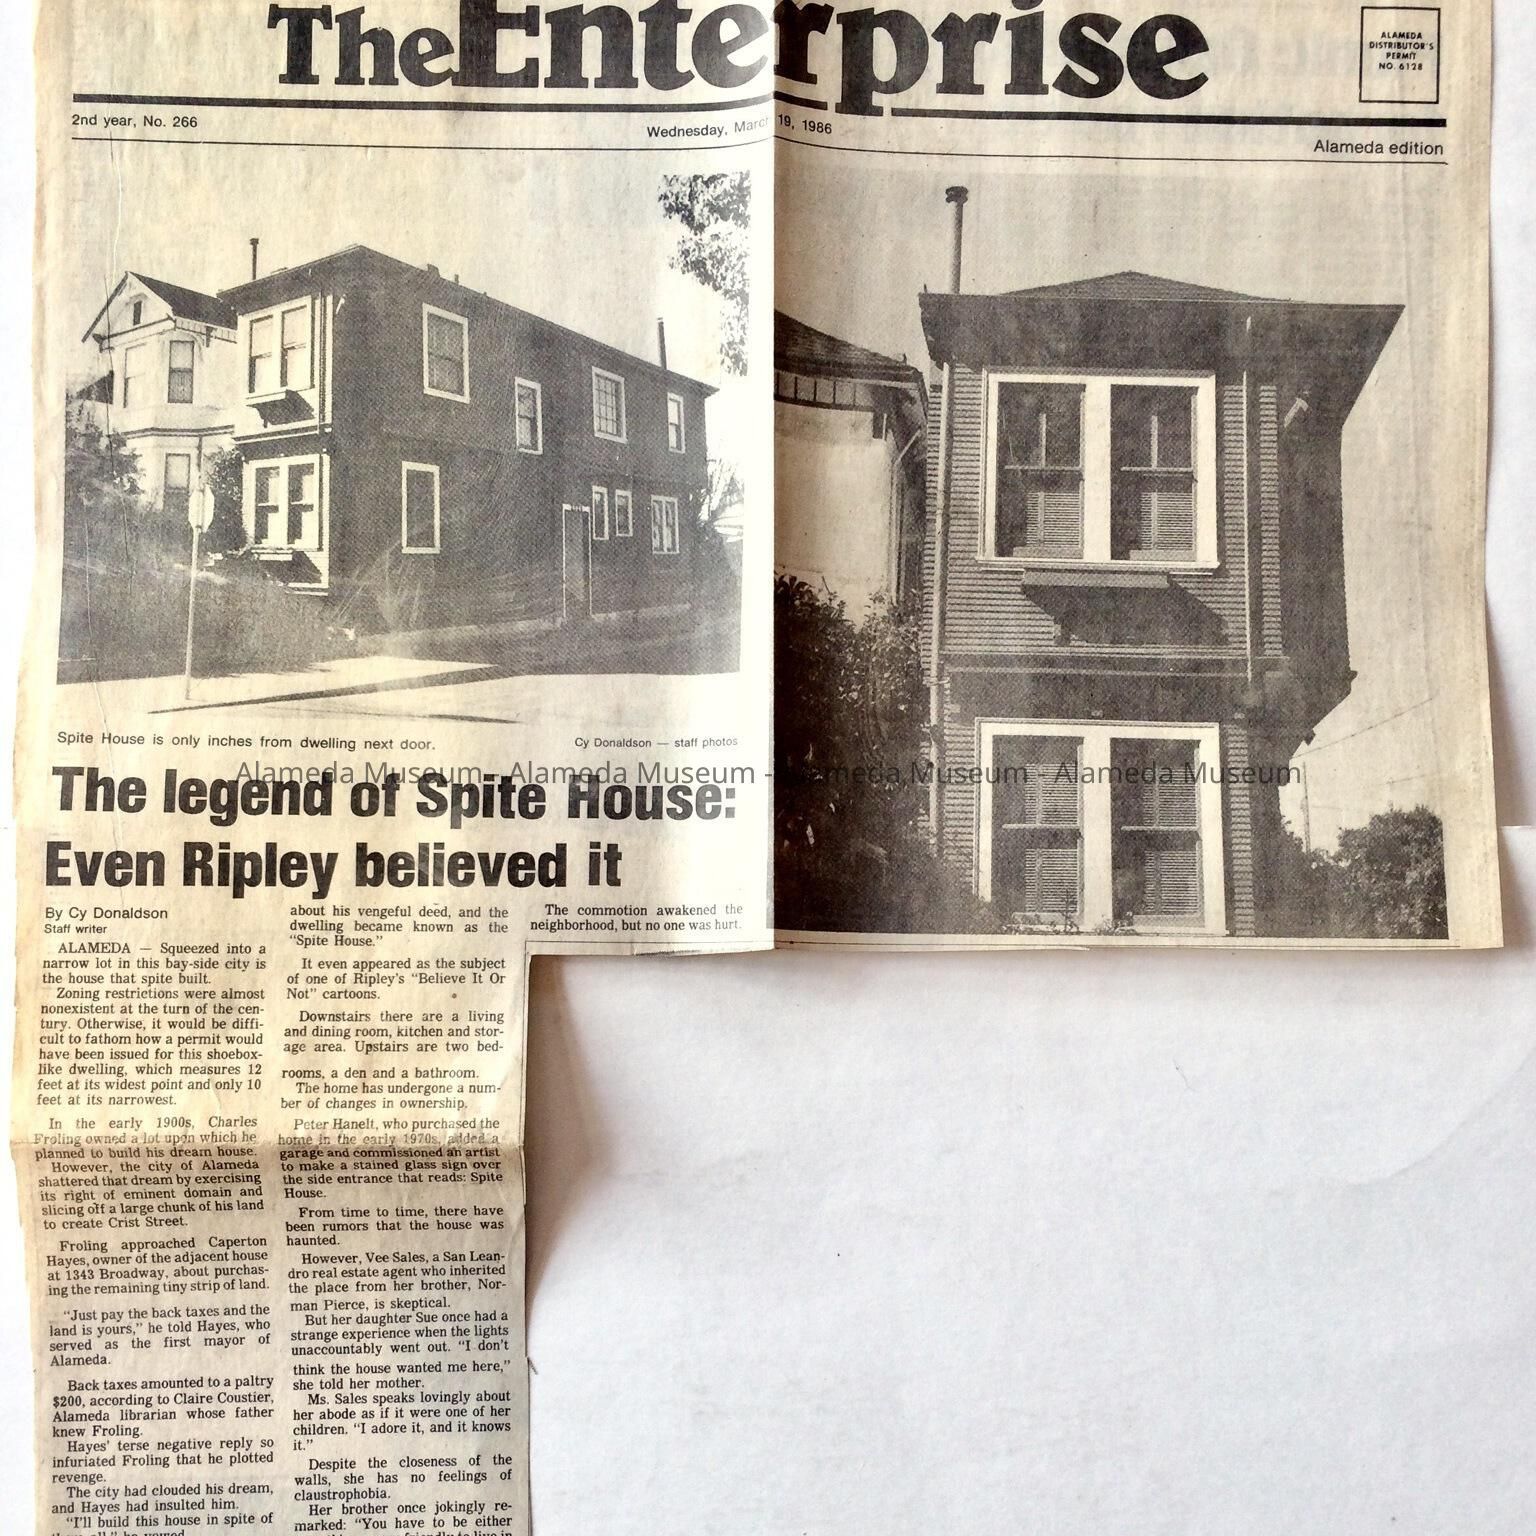 The Enterprise
ALAMEDA
DISTRIBUTOR'S
PERMIT
NO. 6128
2nd year, No. 266
Wednesday, March 19, 1986
Alameda edition
Spite House is only inches from dwelling next door.
Cy Donaldson — staff photos
Alameda Museum - Alameda Museum - Alameda Museum - Alameda Museum
The legend of Spite House:
Even Ripley believed it
By Cy Donaldson
Staff writer
ALAMEDA — Squeezed into a
narrow lot in this bay-side city is
the house that spite built.
Zoning restrictions were almost
nonexistent at the turn of the cen-
tury. Otherwise, it would be diffi-
cult to fathom how a permit would
have been issued for this shoebox-
like dwelling, which measures 12
feet at its widest point and only 10
feet at its narrowest.
In the early 1900s, Charles
Froling owned a lot upon which he
planned to build his dream house.
However, the city of Alameda
shattered that dream by exercising
its right of eminent domain and
slicing off a large chunk of his land
to create Crist Street.
Froling approached Caperton
Hayes, owner of the adjacent house
at 1343 Broadway, about purchas-
ing the remaining tiny strip of land.
"Just pay the back taxes and the
land is yours," he told Hayes, who
served as the first mayor of
Alameda.
Back taxes amounted to a paltry
$200, according to Claire Coustier,
Alameda librarian whose father
knew Froling.
Hayes' terse negative reply so
infuriated Froling that he plotted
revenge.
The city had clouded his dream,
and Hayes had insulted him.
"I'll build this house in spite of
about his vengeful deed, and the
dwelling became known as the
"Spite House."
It even appeared as the subject
of one of Ripley's "Believe It Or
Not" cartoons.
Downstairs there are a living
and dining room, kitchen and stor-
age area. Upstairs are two bed-
rooms, a den and a bathroom.
The home has undergone a num-
ber of changes in ownership.
Peter Hanelt, who purchased the
home in the early 1970s, added a
garage and commissioned an artist
to make a stained glass sign over
the side entrance that reads: Spite
House.
From time to time, there have
been rumors that the house was
haunted.
However, Vee Sales, a San Lean-
dro real estate agent who inherited
the place from her brother, Nor-
man Pierce, is skeptical.
But her daughter Sue once had a
strange experience when the lights
unaccountably went out. "I don't
think the house wanted me here,"
she told her mother.
Ms. Sales speaks lovingly about
her abode as if it were one of her
children. "I adore it, and it knows
it."
Despite the closeness of the
walls, she has no feelings of
claustrophobia.
Her brother once jokingly re-
marked: "You have to be either
The commotion awakened the
neighborhood, but no one was hurt.